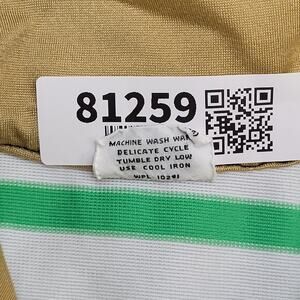 81259
MACHINE WASH WARM
DELICATE CYCLE
TUMBLE DRY LOW
USE COOL IRON
WPL 10291